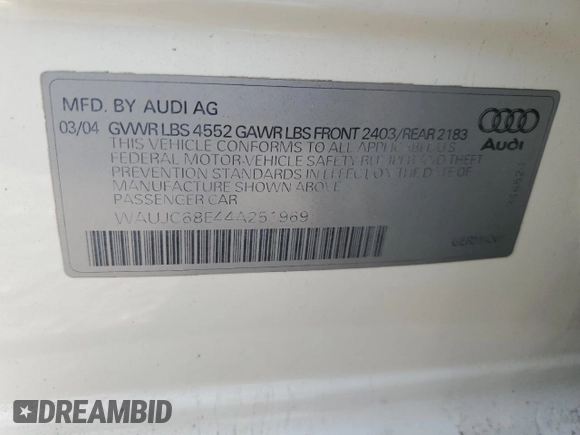 MFD. BY AUDI AG
03/04 GVWR LBS 4552 GAWR LBS FRONT 2403/REAR 2183
THIS VEHICLE CONFORMS TO ALL APPLICABLE U.S
FEDERAL MOTOR-VEHICLE SAFETY BUMPER AND THEFT
PREVENTION STANDARDS IN EFFECT ON THE DATE OF
MANUFACTURE SHOWN ABOVE
PASSENGER CAR
WAUJC68E44A251969
Audi
DREAMBID